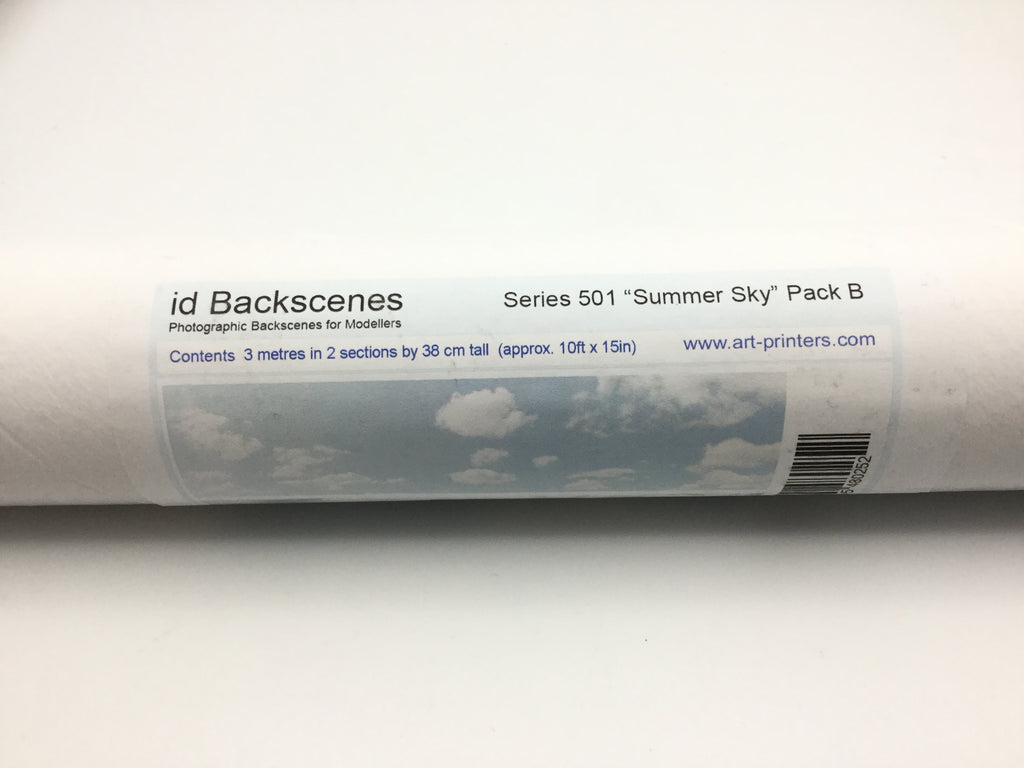 id Backscenes
Photographic Backscenes for Modellers
Series 501 “Summer Sky” Pack B
Contents 3 metres in 2 sections by 38 cm tall (approx. 10ft x 15in)
www.art-printers.com